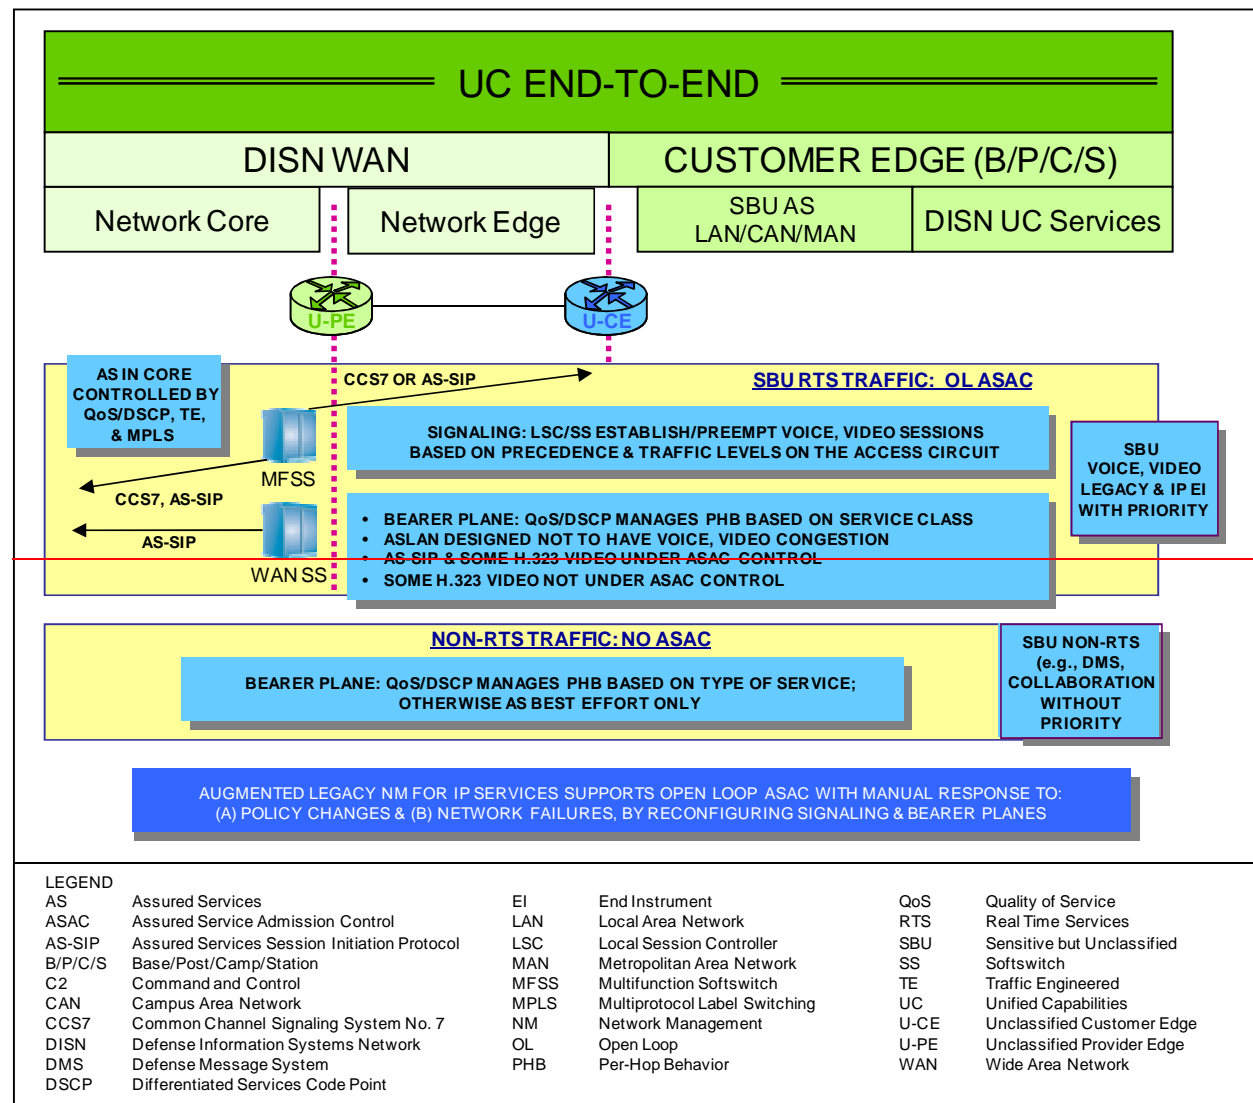 UC END-TO-END
DISN WAN
CUSTOMER EDGE (B/P/C/S)
Network Core
Network Edge
SBU AS
LAN/CAN/MAN
DISN UC Services
U-PE
U-CE
AS IN CORE
CONTROLLED BY
QoS/DSCP, TE,
& MPLS
CCS7 OR AS-SIP
SBU RTS TRAFFIC: OL ASAC
MFSS
SIGNALING: LSC/SS ESTABLISH/PREEMPT VOICE, VIDEO SESSIONS
BASED ON PRECEDENCE & TRAFFIC LEVELS ON THE ACCESS CIRCUIT
SBU
VOICE, VIDEO
LEGACY & IP EI
WITH PRIORITY
CCS7, AS-SIP
AS-SIP
WAN SS
• BEARER PLANE: QoS/DSCP MANAGES PHB BASED ON SERVICE CLASS
• ASLAN DESIGNED NOT TO HAVE VOICE, VIDEO CONGESTION
• AS-SIP & SOME H.323 VIDEO UNDER ASAC CONTROL
• SOME H.323 VIDEO NOT UNDER ASAC CONTROL
NON-RTS TRAFFIC: NO ASAC
BEARER PLANE: QoS/DSCP MANAGES PHB BASED ON TYPE OF SERVICE;
OTHERWISE AS BEST EFFORT ONLY
SBU NON-RTS
(e.g., DMS,
COLLABORATION
WITHOUT
PRIORITY
AUGMENTED LEGACY NM FOR IP SERVICES SUPPORTS OPEN LOOP ASAC WITH MANUAL RESPONSE TO:
(A) POLICY CHANGES & (B) NETWORK FAILURES, BY RECONFIGURING SIGNALING & BEARER PLANES
LEGEND
AS Assured Services
ASAC Assured Service Admission Control
AS-SIP Assured Services Session Initiation Protocol
B/P/C/S Base/Post/Camp/Station
C2 Command and Control
CAN Campus Area Network
CCS7 Common Channel Signaling System No. 7
DISN Defense Information Systems Network
DMS Defense Message System
DSCP Differentiated Services Code Point
EI End Instrument
LAN Local Area Network
LSC Local Session Controller
MAN Metropolitan Area Network
MFSS Multifunction Softswitch
MPLS Multiprotocol Label Switching
NM Network Management
OL Open Loop
PHB Per-Hop Behavior
QoS Quality of Service
RTS Real Time Services
SBU Sensitive but Unclassified
SS Softswitch
TE Traffic Engineered
UC Unified Capabilities
U-CE Unclassified Customer Edge
U-PE Unclassified Provider Edge
WAN Wide Area Network